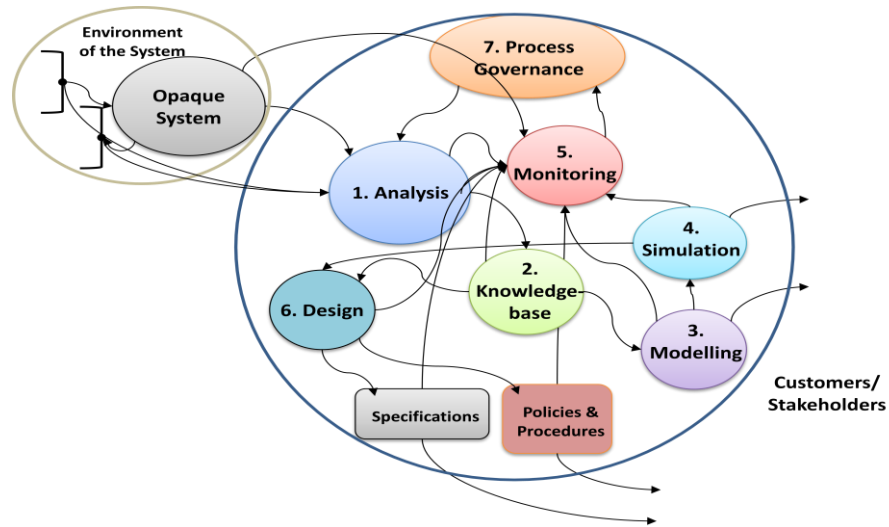 Environment
of the System
Opaque
System
7. Process
Governance
5.
Monitoring
1. Analysis
4.
Simulation
2.
Knowledge-
base
6. Design
3.
Modelling
Customers/
Stakeholders
Specifications
Policies &
Procedures